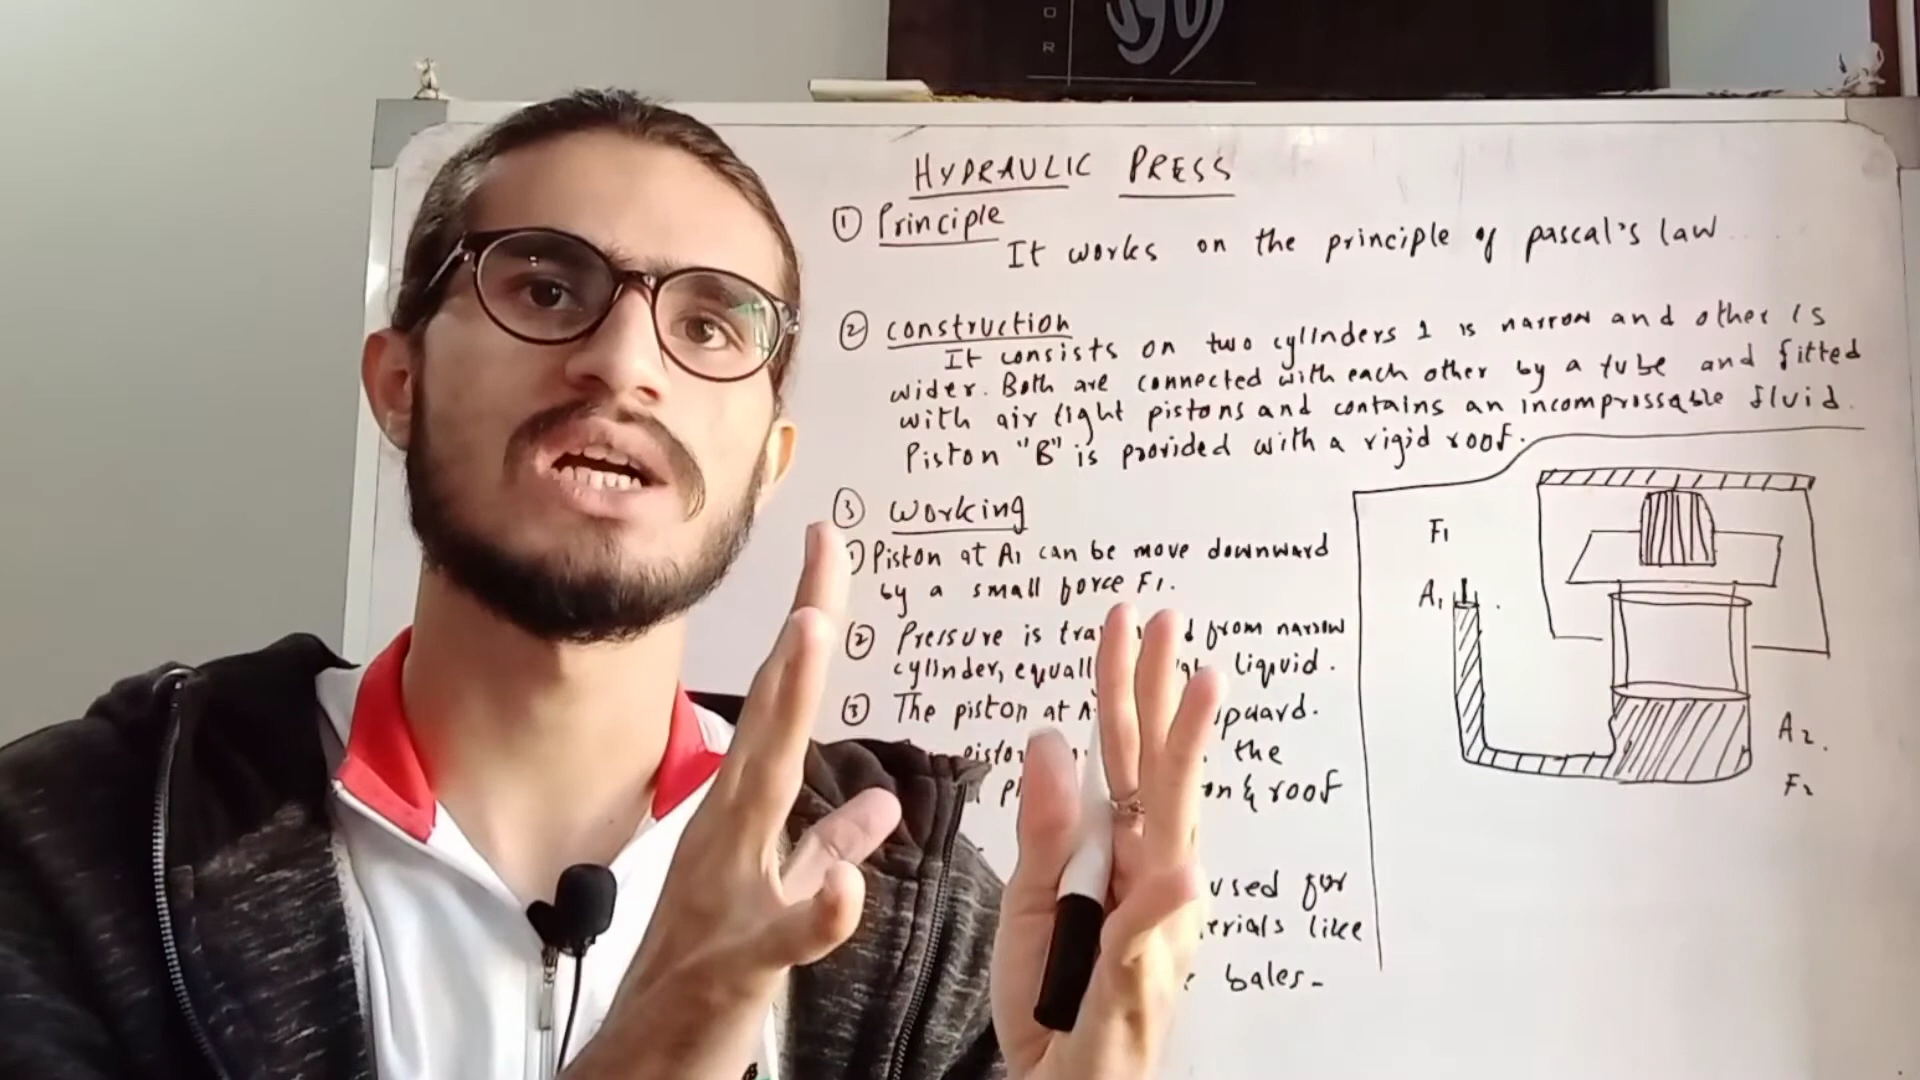 O
R
HYDRAULIC PRESS
① Principle
It works on the principle of pascal's law
② construction
It consists on two cylinders 1 is narrow and other is
wider. Both are connected with each other by a tube and fitted
with air tight pistons and contains an incompressable fluid.
Piston "B" is provided with a rigid roof.
③ working
1) Piston at A1 can be move downward
by a small force F1.
② Pressure is from narrow
cylinder, liquid.
③ The piston at
the
& roof
used for
like
bales-
F1
A1
A2.
F2